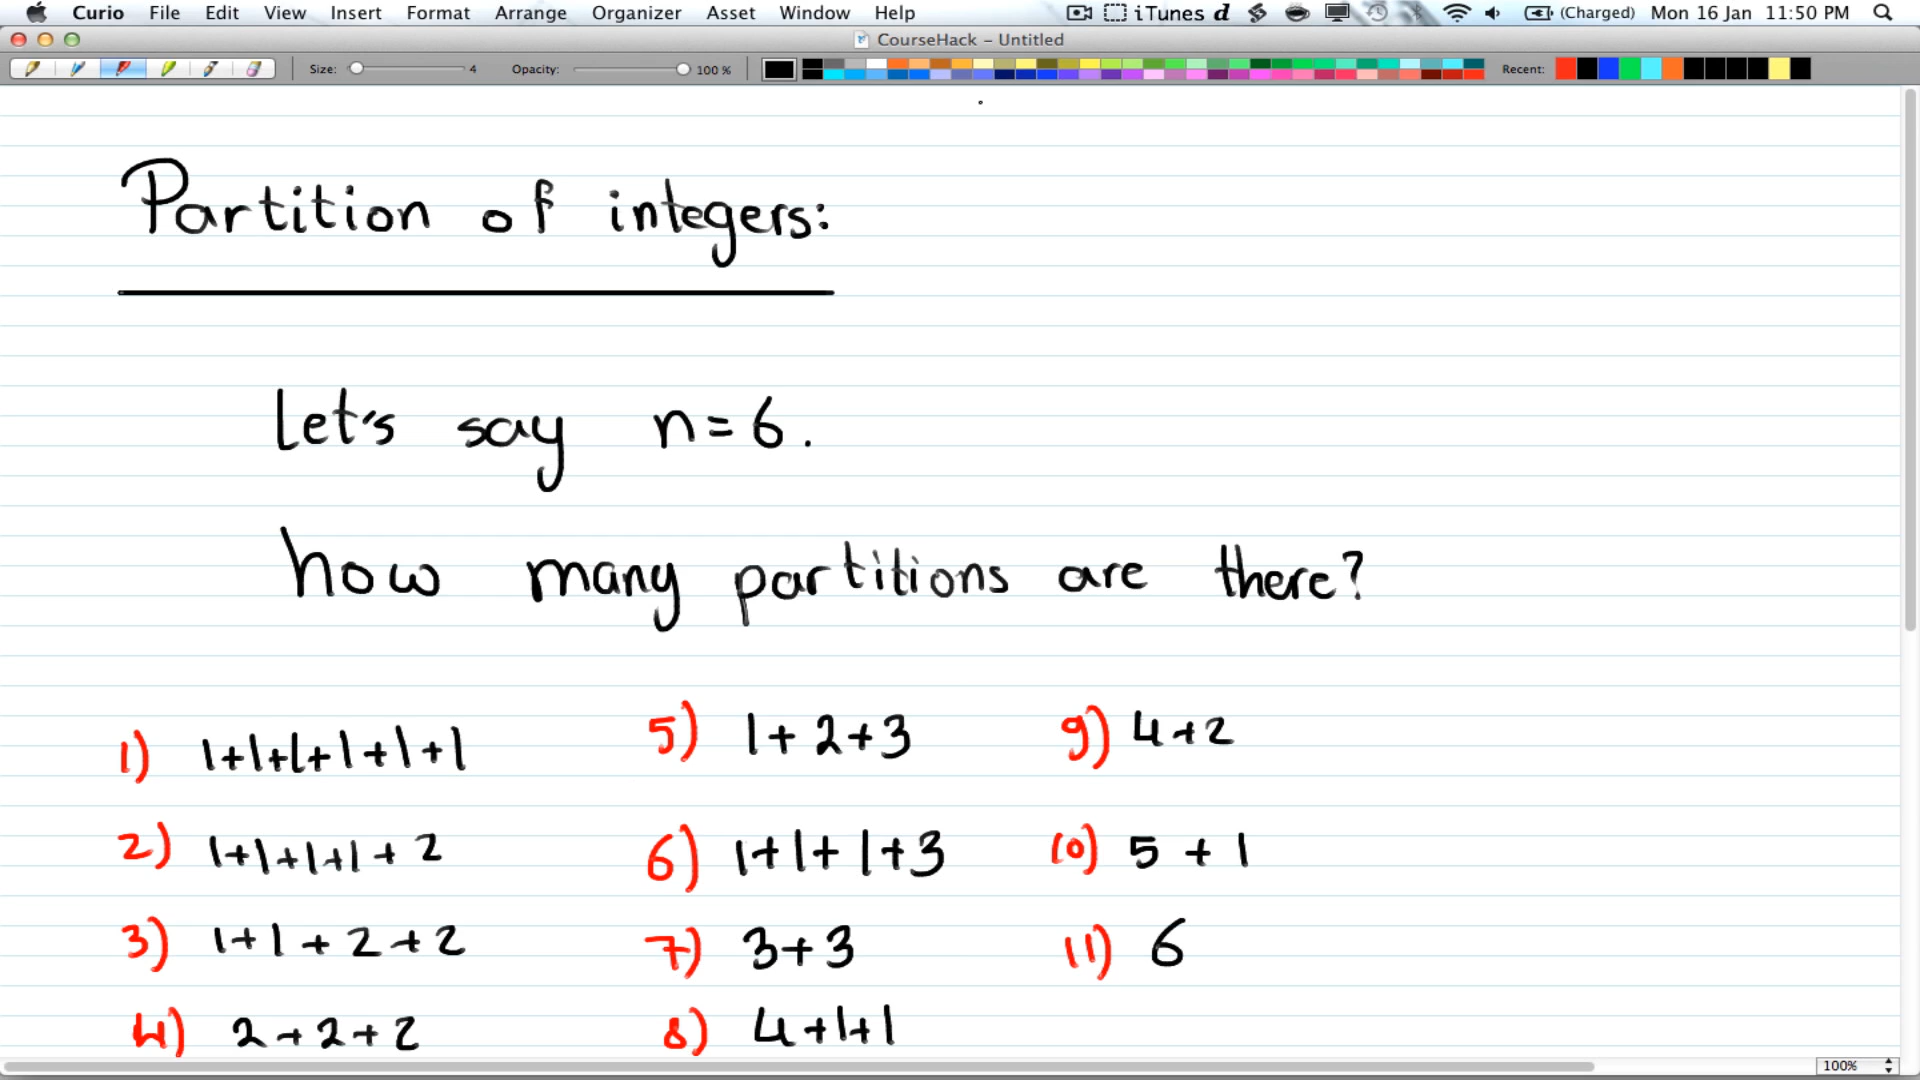 Curio File Edit View Insert Format Arrange Organizer Asset Window Help iTunes d (Charged) Mon 16 Jan 11:50 PM
CourseHack – Untitled
Size: 4 Opacity: 100 % Recent:
Partition of integers:
Let's say n=6.
how many partitions are there?
1) 1+1+1+1+1+1
2) 1+1+1+1+2
3) 1+1+2+2
4) 2+2+2
5) 1+2+3
6) 1+1+1+3
7) 3+3
8) 4+1+1
9) 4+2
10) 5+1
11) 6
100%